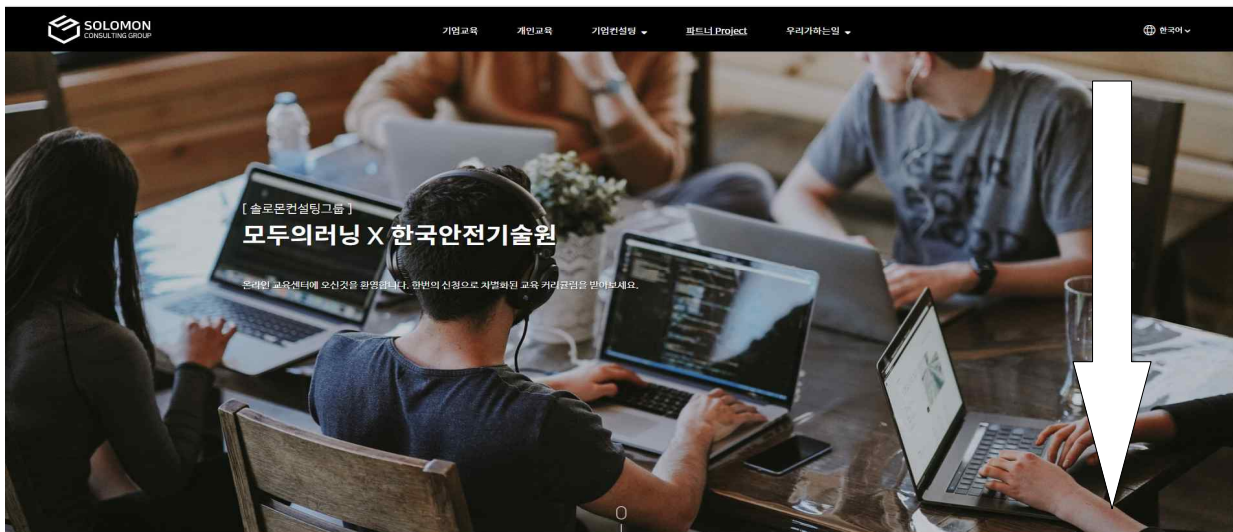 SOLOMON
CONSULTING GROUP
기업교육
개인교육
기업컨설팅
파트너 Project
우리가하는일
한국어
[ 솔로몬컨설팅그룹 ]
모두의러닝 X 한국안전기술원
온라인 교육센터에 오신것을 환영합니다. 한번의 신청으로 차별화된 교육 커리큘럼을 받아보세요.
GEAR